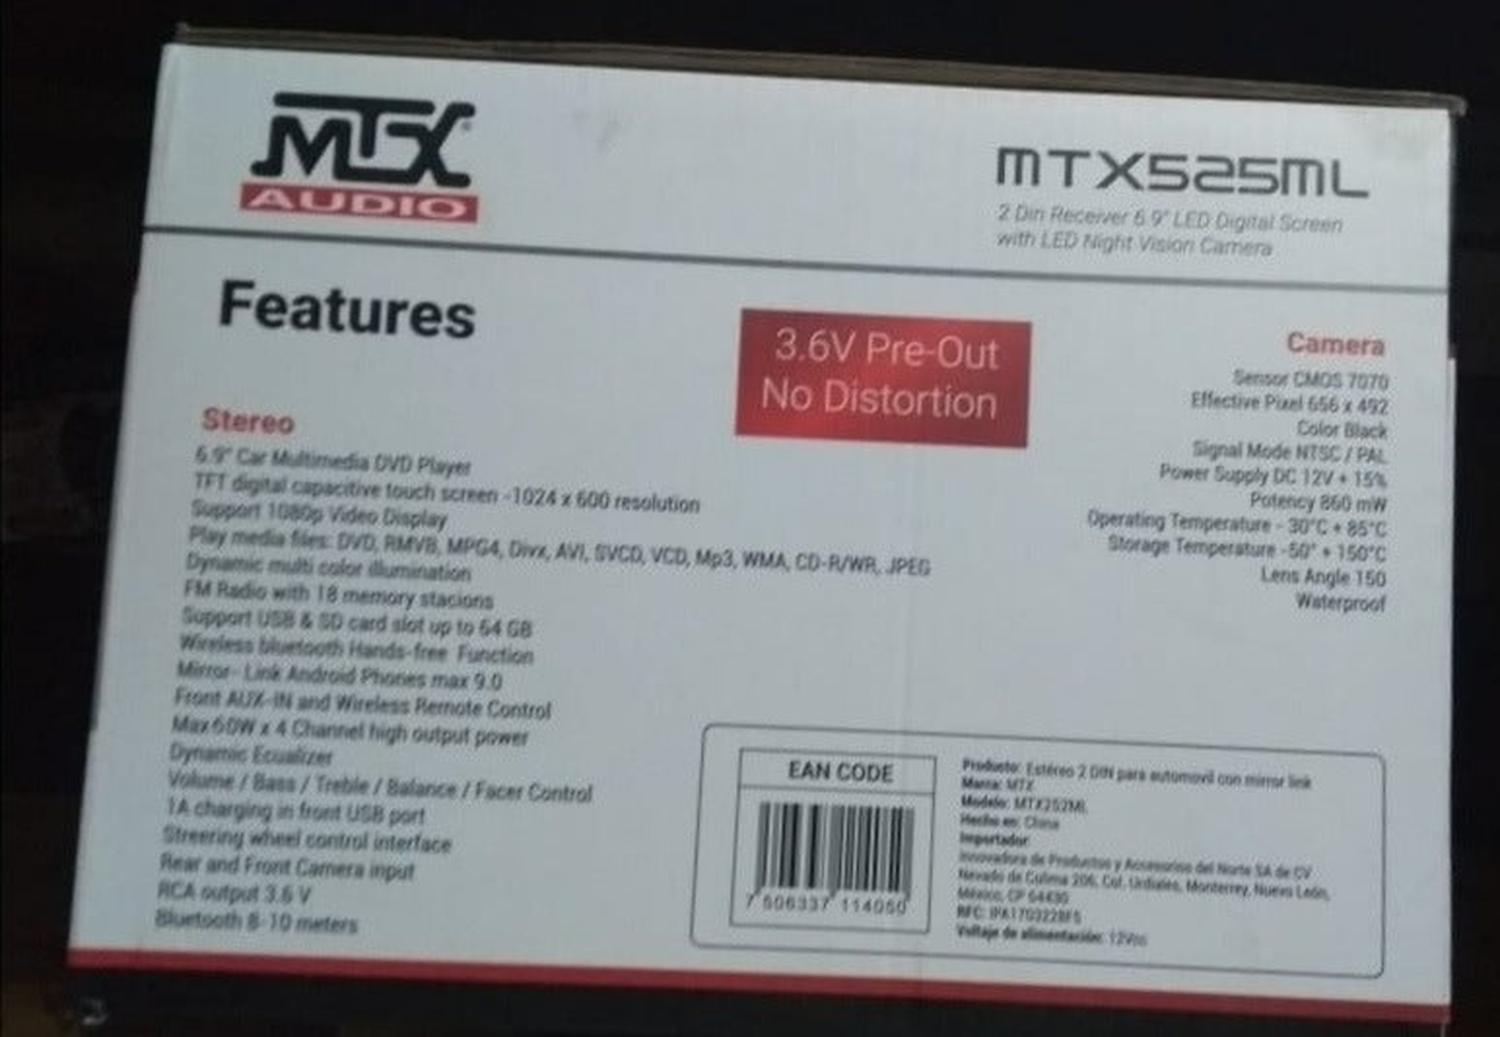 MTX®
AUDIO
MTX525ML
2 Din Receiver 6.9" LED Digital Screen
with LED Night Vision Camera
Features
3.6V Pre-Out
No Distortion
Stereo
6.9" Car Multimedia DVD Player
TFT digital capacitive touch screen -1024 x 600 resolution
Support 1080p Video Display
Play media files: DVD, RMVB, MPG4, Divx, AVI, SVCD, VCD, Mp3, WMA, CD-R/WR, JPEG
Dynamic multi color illumination
FM Radio with 18 memory stacions
Support USB & SD card slot up to 64 GB
Wireless bluetooth Hands-free Function
Mirror- Link Android Phones max 9.0
Front AUX-IN and Wireless Remote Control
Max 60W x 4 Channel high output power
Dynamic Ecualizer
Volume / Bass / Treble / Balance / Facer Control
1A charging in front USB port
Streering wheel control interface
Rear and Front Camera input
RCA output 3.6 V
Bluetooth 8-10 meters
Camera
Sensor CMOS 7070
Effective Pixel 656 x 492
Color Black
Signal Mode NTSC / PAL
Power Supply DC 12V + 15%
Potency 860 mW
Operating Temperature - 30°C + 85°C
Storage Temperature -50° + 150°C
Lens Angle 150
Waterproof
EAN CODE
7 506337 114050
Producto: Estéreo 2 DIN para automovil con mirror link
Marca: MTX
Modelo: MTX252ML
Hecho en: China
Importador:
Innovadora de Productos y Accesorios del Norte SA de CV
Nevado de Colima 206, Col. Urdiales, Monterrey, Nuevo León,
México, CP 64430
RFC: IPA1703228F5
Voltaje de alimentación: 12Vcc